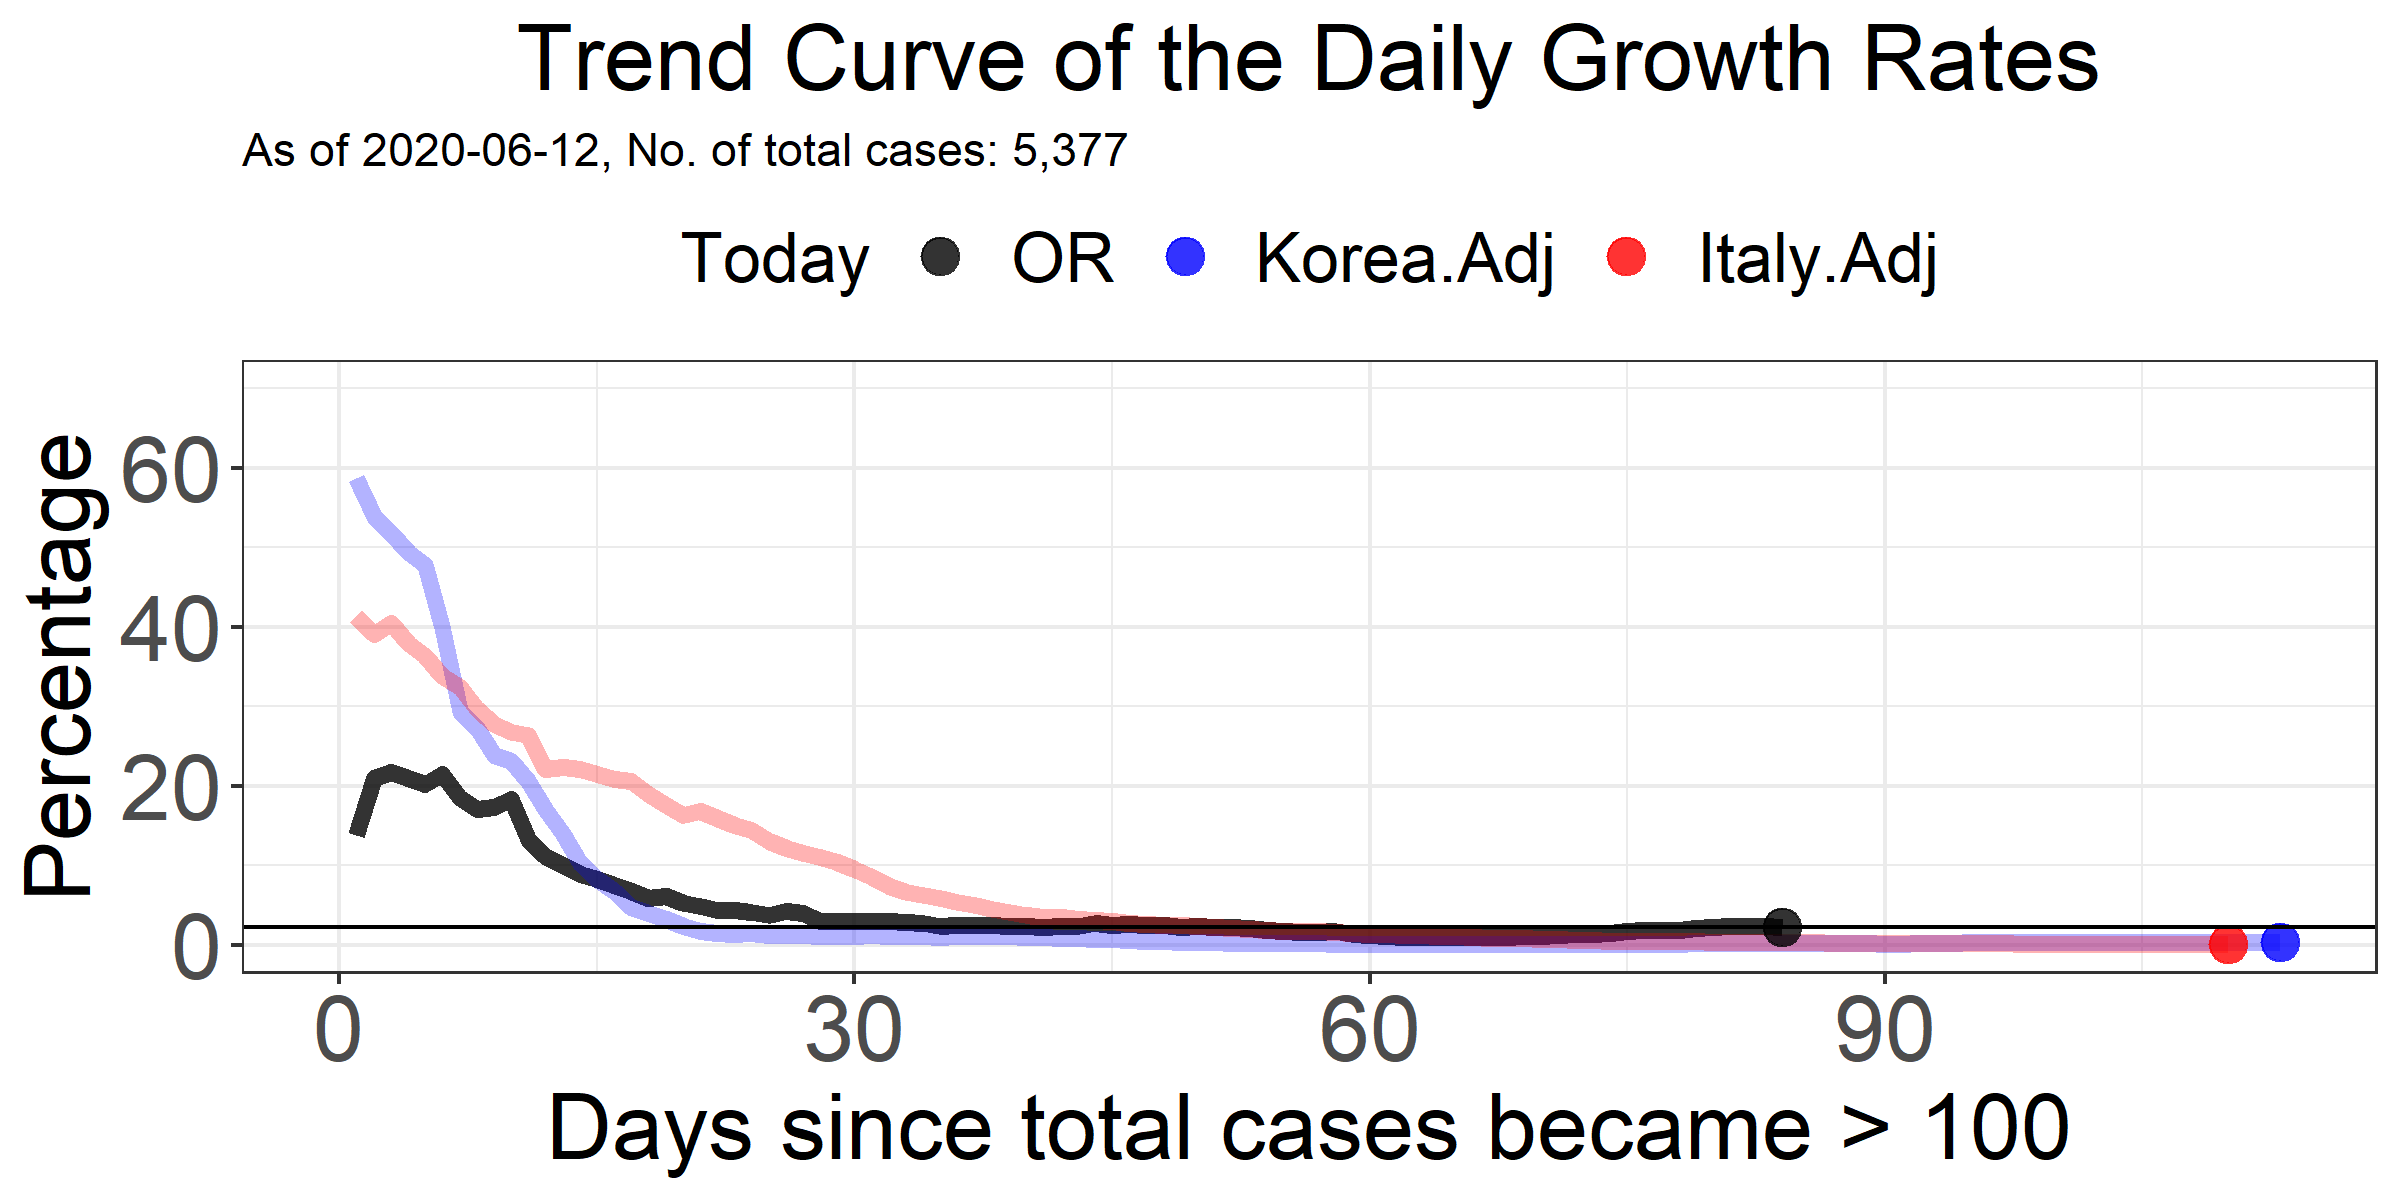 Trend Curve of the Daily Growth Rates
As of 2020-06-12, No. of total cases: 5,377
Today OR Korea.Adj Italy.Adj
Percentage
60
40
20
0
0 30 60 90
Days since total cases became > 100